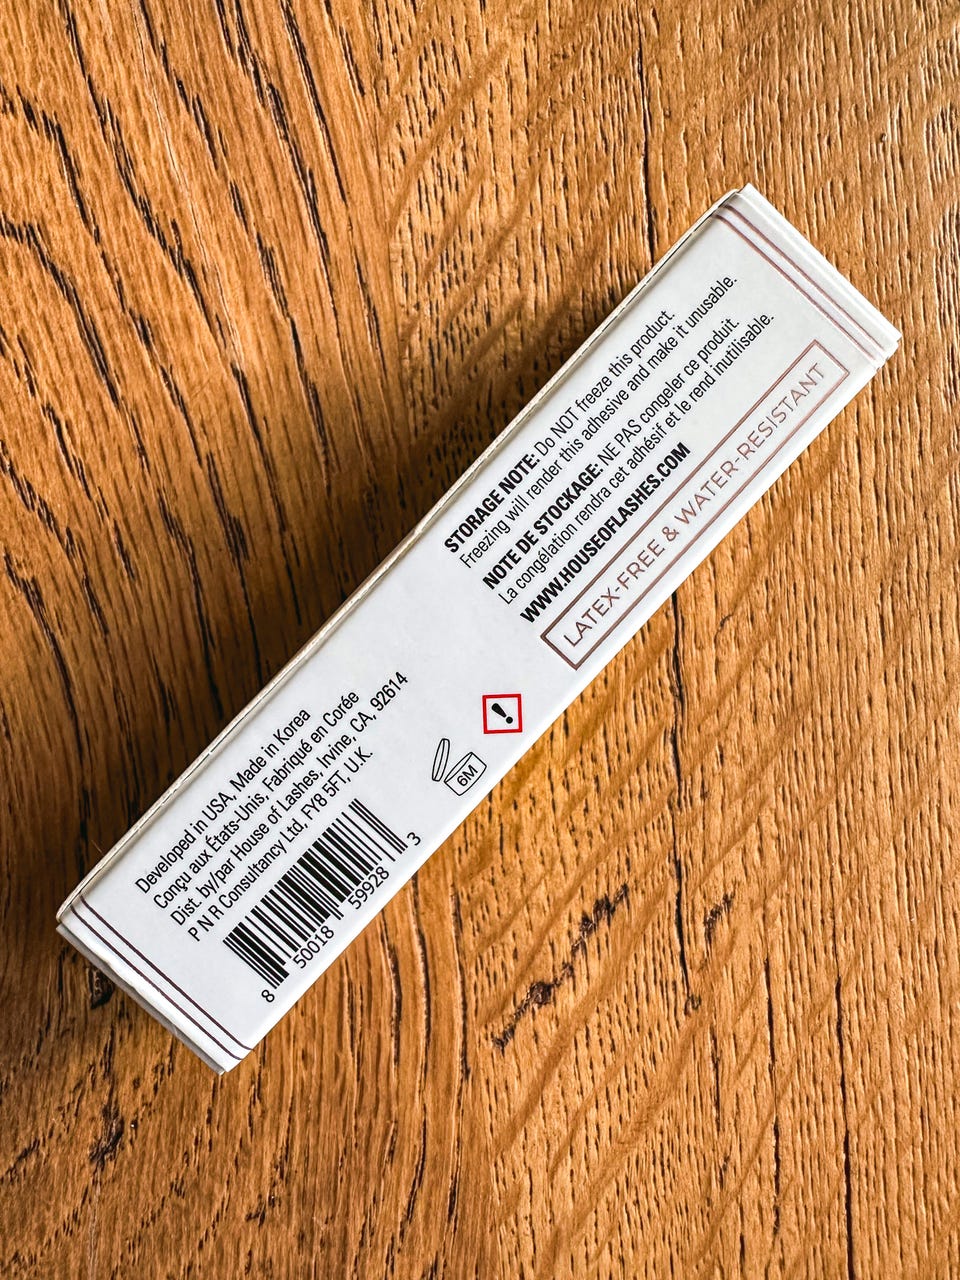 STORAGE NOTE: Do NOT freeze this product.
Freezing will render this adhesive and make it unusable.
NOTE DE STOCKAGE: NE PAS congeler ce produit.
La congélation rendra cet adhésif et le rend inutilisable.
WWW.HOUSEOFLASHES.COM
LATEX-FREE & WATER-RESISTANT
6M
Developed in USA, Made in Korea
Conçu aux États-Unis, Fabriqué en Corée
Dist. by/par House of Lashes, Irvine, CA, 92614
P N R Consultancy Ltd, FY8 5FT, U.K.
8 50018 59928 3